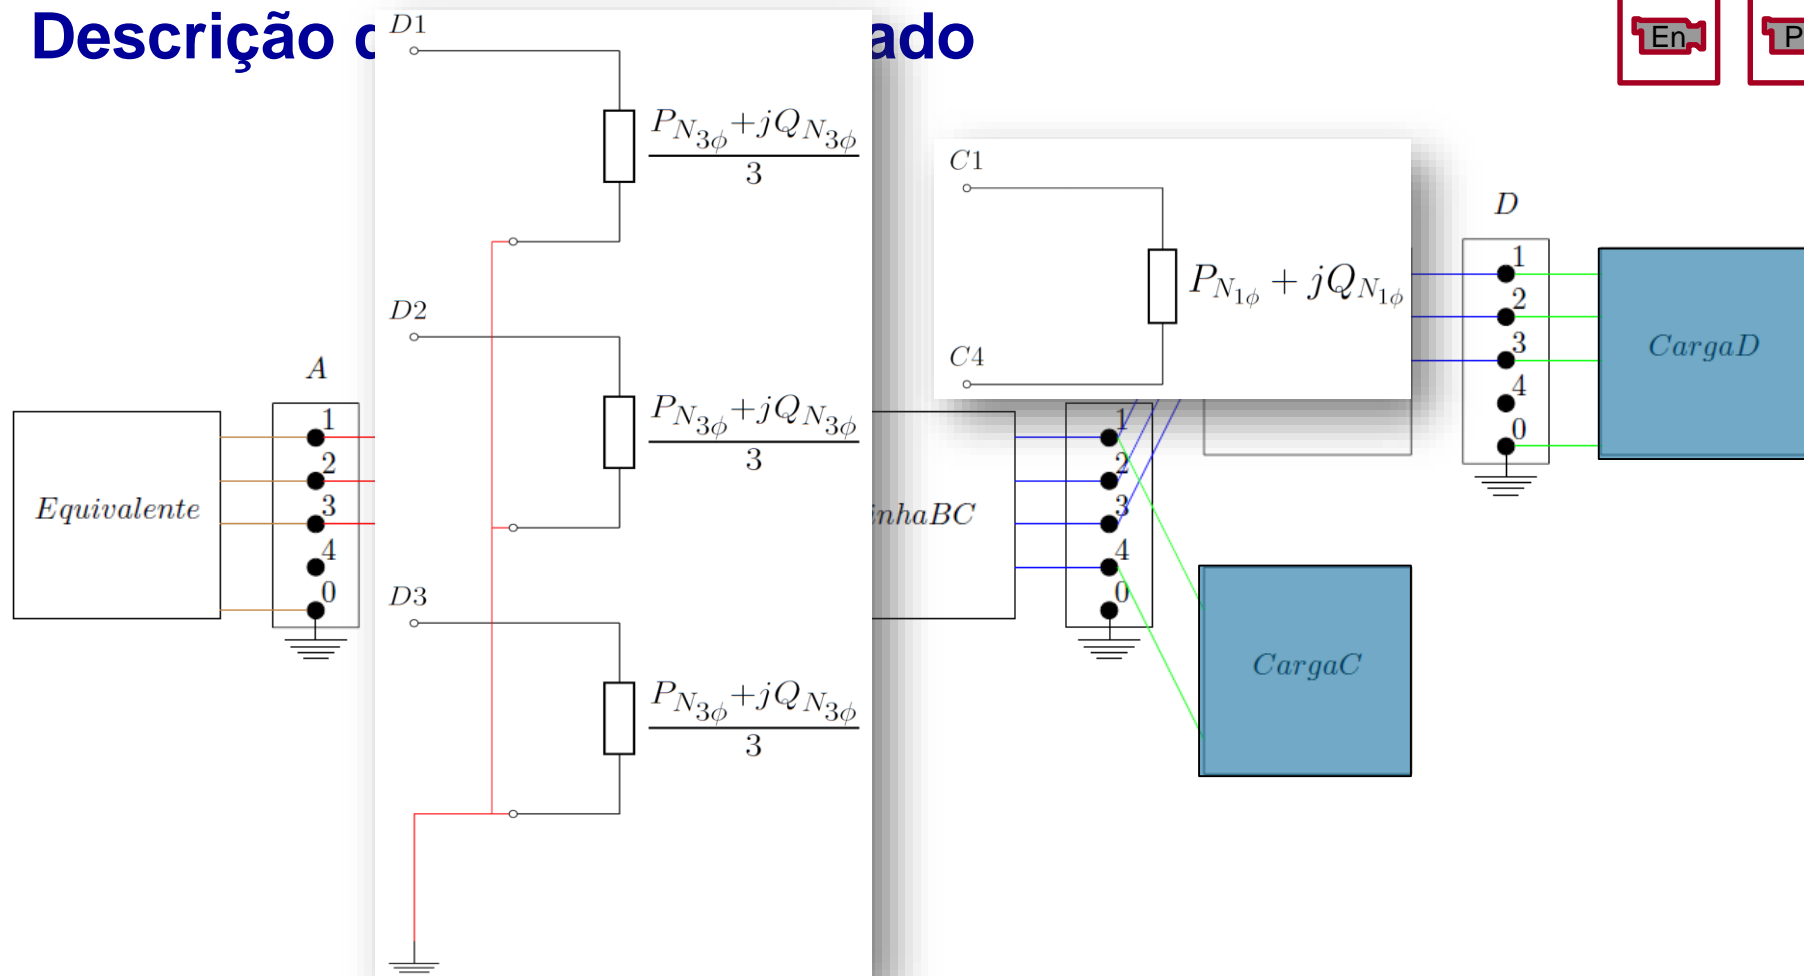 Descrição
ado
En
P
D1
P_{N_{3ϕ}}+jQ_{N_{3ϕ}}
3
D2
P_{N_{3ϕ}}+jQ_{N_{3ϕ}}
3
D3
P_{N_{3ϕ}}+jQ_{N_{3ϕ}}
3
C1
P_{N_{1ϕ}} + jQ_{N_{1ϕ}}
C4
Equivalente
A
1
2
3
4
0
inhaBC
1
2
3
4
0
CargaC
D
1
2
3
4
0
CargaD